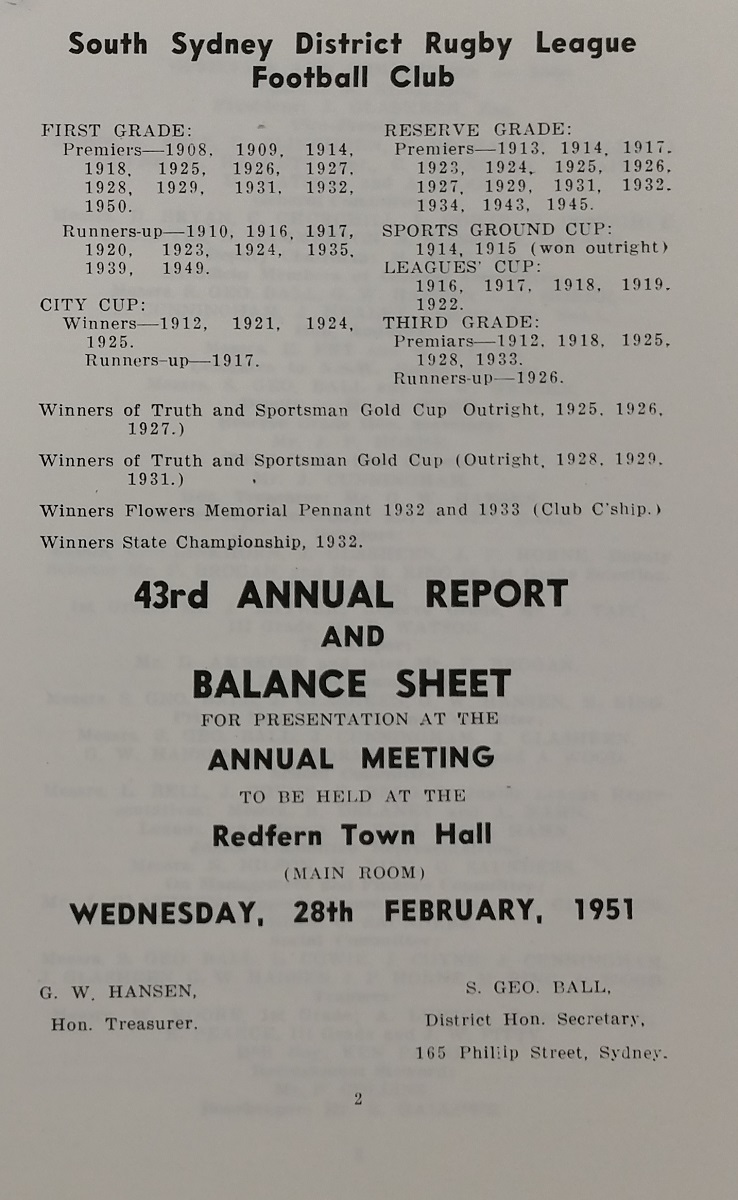 South Sydney District Rugby League
Football Club
FIRST GRADE:
Premiers—1908, 1909, 1914,
1918, 1925, 1926, 1927,
1928, 1929, 1931, 1932,
1950.
Runners-up—1910, 1916, 1917,
1920, 1923, 1924, 1935,
1939, 1949.
CITY CUP:
Winners—1912, 1921, 1924,
1925.
Runners-up—1917.
RESERVE GRADE:
Premiers—1913, 1914, 1917,
1923, 1924, 1925, 1926,
1927, 1929, 1931, 1932,
1934, 1943, 1945.
SPORTS GROUND CUP:
1914, 1915 (won outright)
LEAGUES' CUP:
1916, 1917, 1918, 1919,
1922.
THIRD GRADE:
Premiars—1912, 1918, 1925,
1928, 1933.
Runners-up—1926.
Winners of Truth and Sportsman Gold Cup Outright, 1925, 1926,
1927.)
Winners of Truth and Sportsman Gold Cup (Outright, 1928, 1929,
1931.)
Winners Flowers Memorial Pennant 1932 and 1933 (Club C'ship.)
Winners State Championship, 1932.
43rd ANNUAL REPORT
AND
BALANCE SHEET
FOR PRESENTATION AT THE
ANNUAL MEETING
TO BE HELD AT THE
Redfern Town Hall
(MAIN ROOM)
WEDNESDAY, 28th FEBRUARY, 1951
G. W. HANSEN,
Hon. Treasurer.
S. GEO. BALL,
District Hon. Secretary,
165 Phillip Street, Sydney.
2